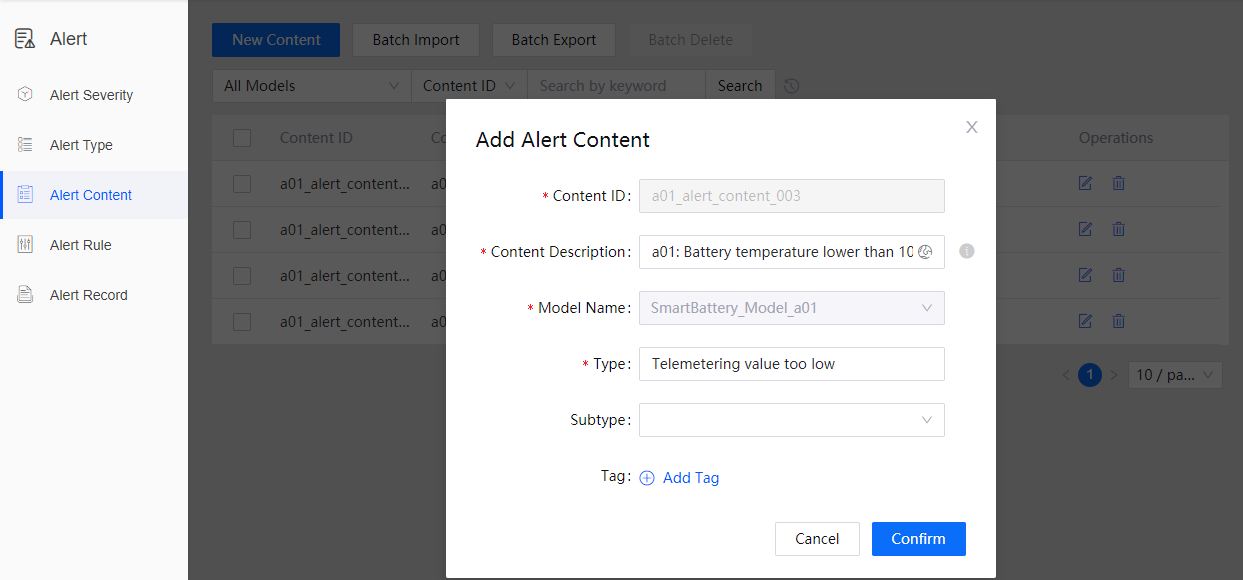 Alert
Alert Severity
Alert Type
Alert Content
Alert Rule
Alert Record
New Content
Batch Import
Batch Export
Batch Delete
All Models
Content ID
Search by keyword
Search
Content ID
Co
Operations
a01_alert_content...
a0
a01_alert_content...
a0
a01_alert_content...
a0
a01_alert_content...
a0
1
10 / pa...
Add Alert Content
* Content ID:
a01_alert_content_003
* Content Description:
a01: Battery temperature lower than 10
* Model Name:
SmartBattery_Model_a01
* Type:
Telemetering value too low
Subtype:
Tag:
Add Tag
Cancel
Confirm